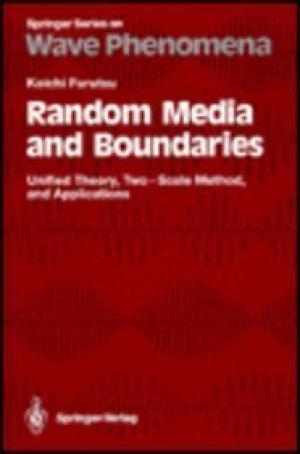 Springer Series on
Wave Phenomena
Koichi Furutsu
Random Media
and Boundaries
Unified Theory, Two-Scale Method,
and Applications
Springer-Verlag